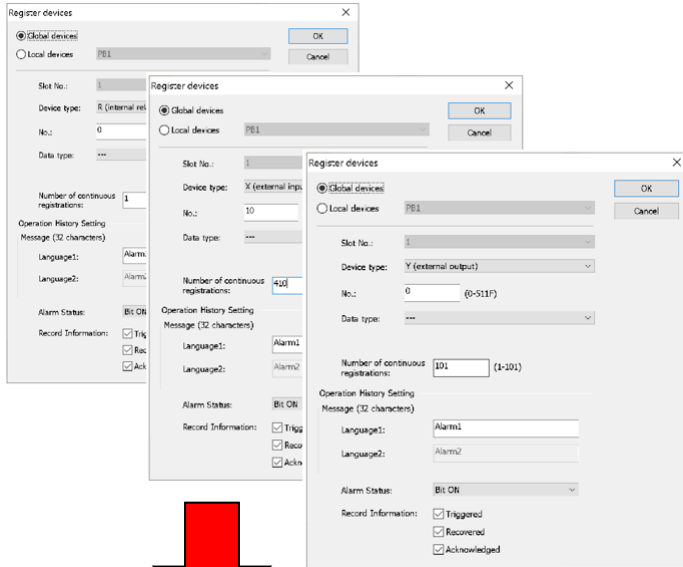 Register devices
Global devices
OK
Local devices PB1
Cancel
Slot No.: 1
Device type: R (internal rel
No.: 0
Data type: ---
Number of continuous registrations: 1
Operation History Setting
Message (32 characters)
Language1: Alarm
Language2: Alarm
Alarm Status: Bit ON
Record Information: Trig
Rec
Ack
Register devices
Global devices
OK
Local devices PB1
Cancel
Slot No.: 1
Device type: X (external inpu
No.: 10
Data type: ---
Number of continuous registrations: 410
Operation History Setting
Message (32 characters)
Language1: Alarm1
Language2: Alarm2
Alarm Status: Bit ON
Record Information: Trigg
Reco
Ackn
Register devices
Global devices
OK
Local devices PB1
Cancel
Slot No.: 1
Device type: Y (external output)
No.: 0 (0-511F)
Data type: ---
Number of continuous registrations: 101 (1-101)
Operation History Setting
Message (32 characters)
Language1: Alarm1
Language2: Alarm2
Alarm Status: Bit ON
Record Information: Triggered
Recovered
Acknowledged